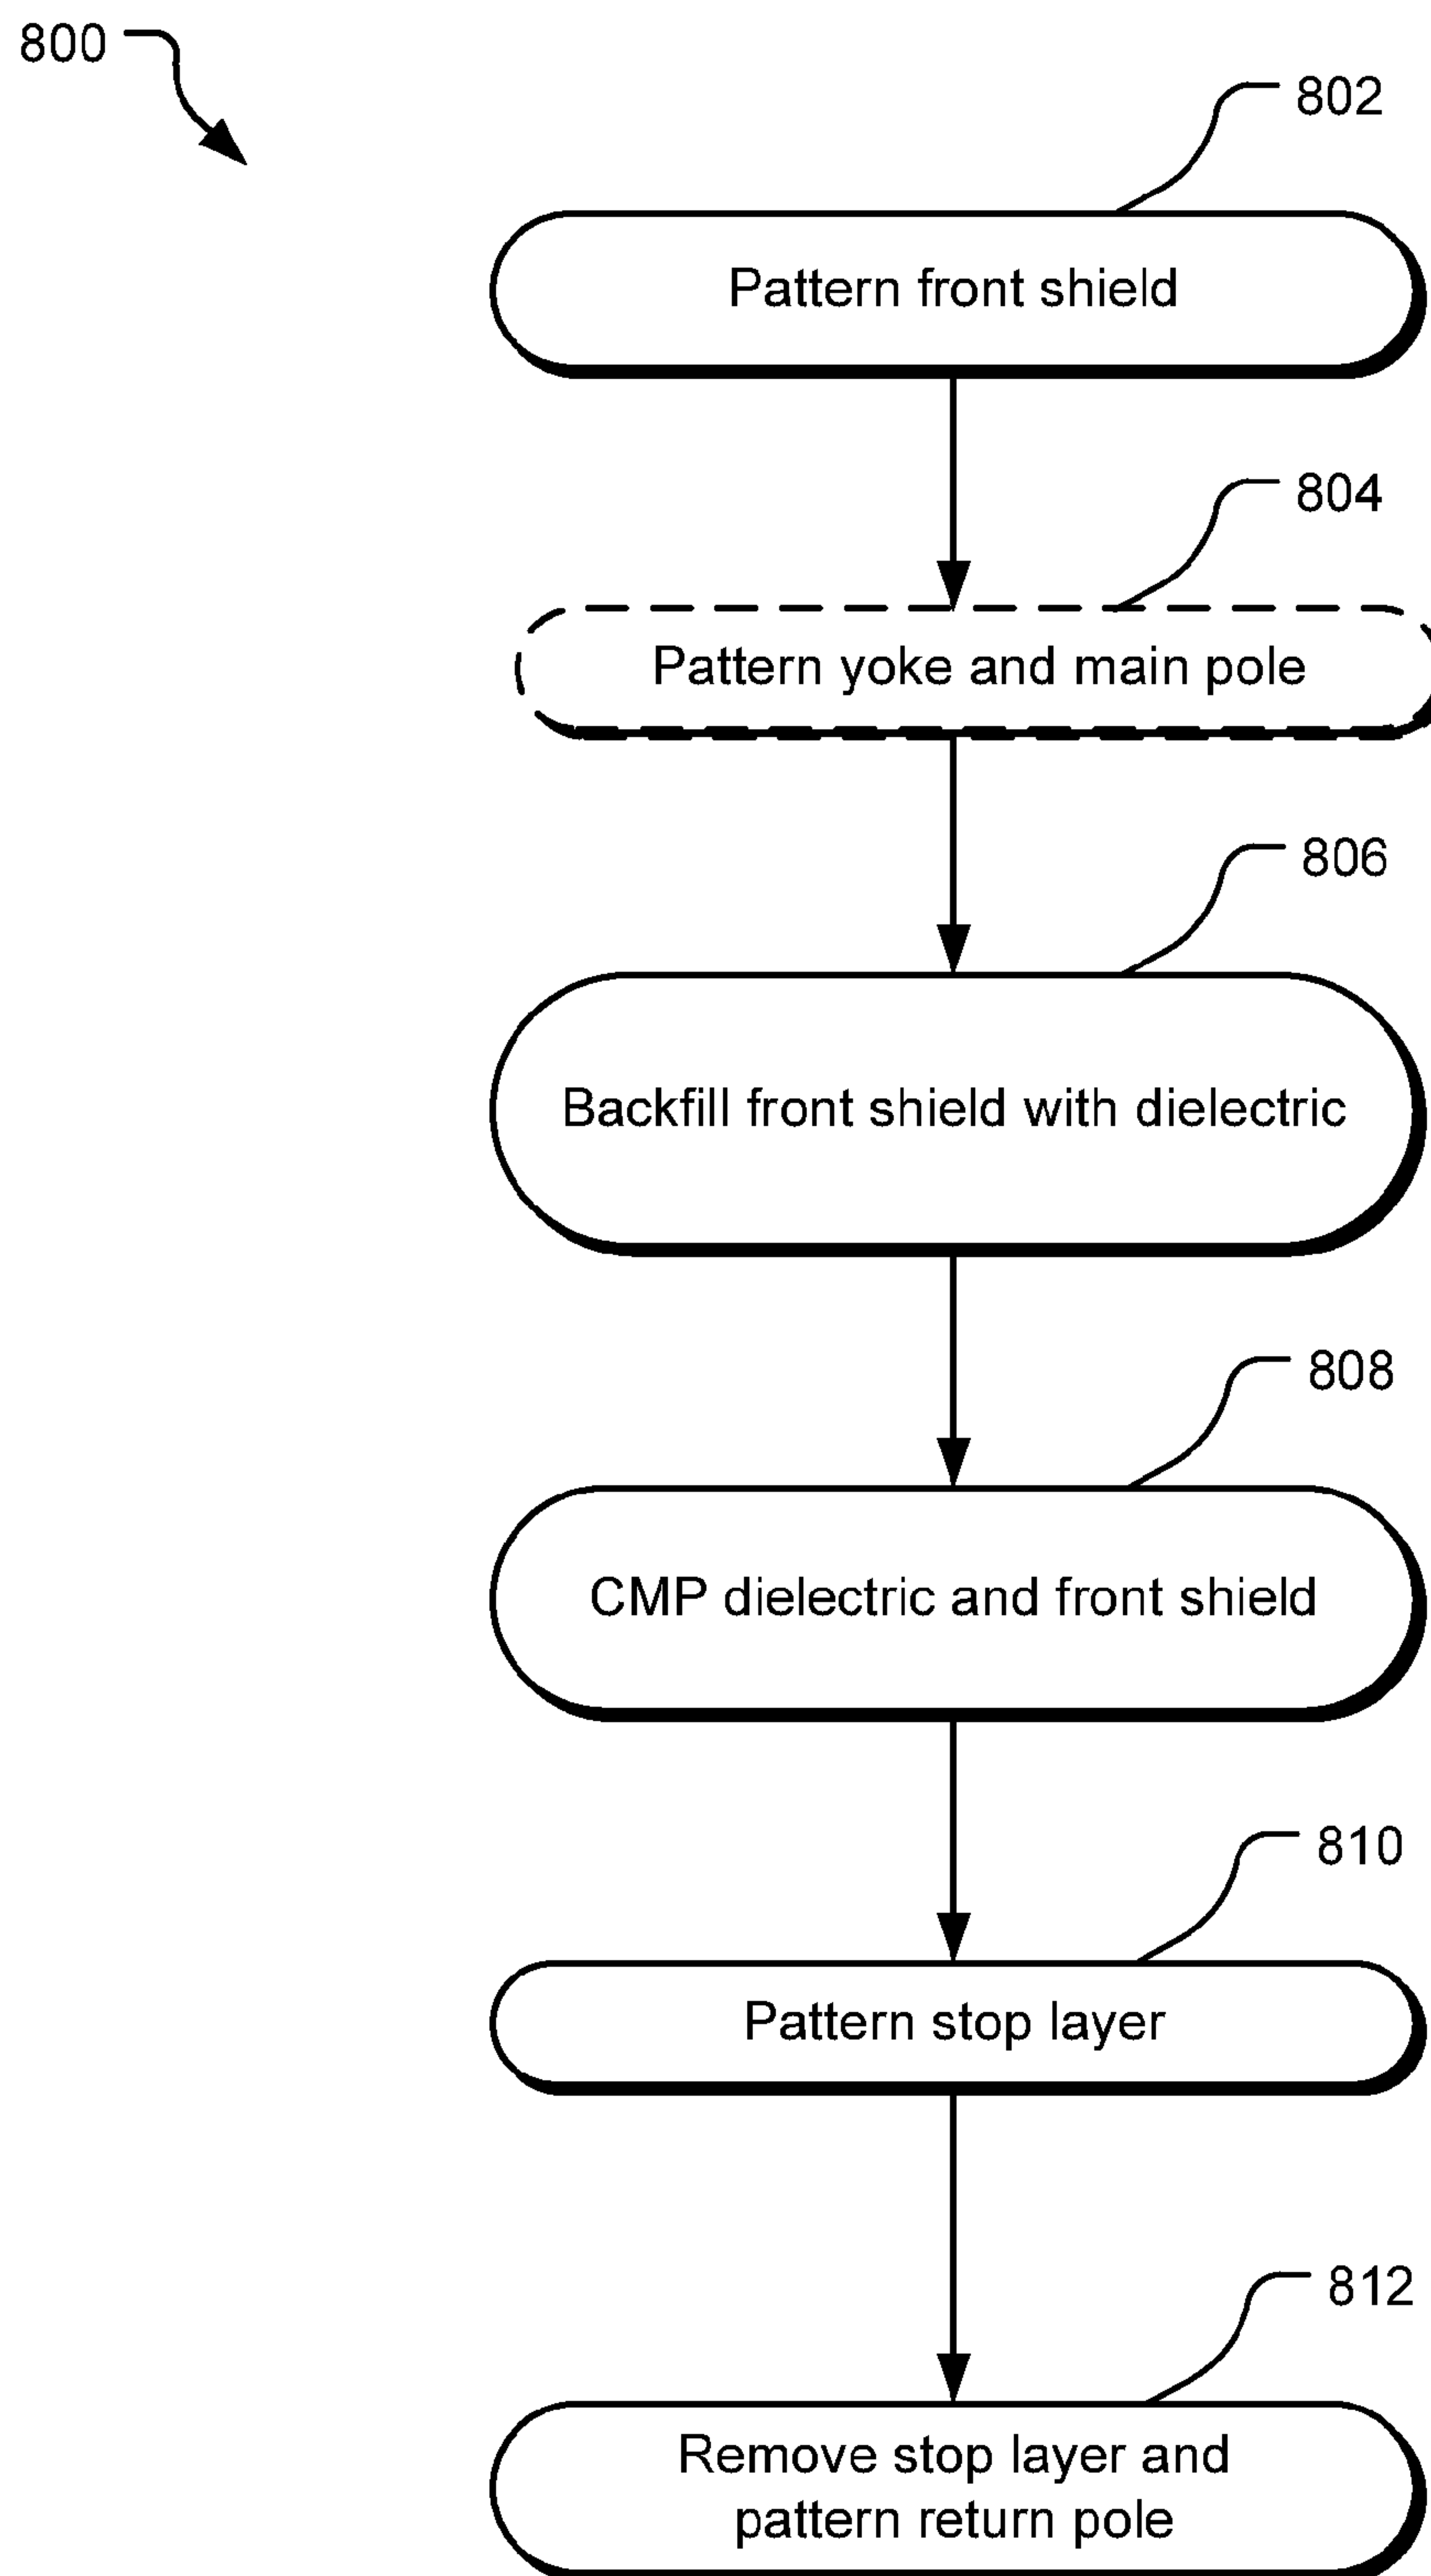 800
802
Pattern front shield
804
Pattern yoke and main pole
806
Backfill front shield with dielectric
808
CMP dielectric and front shield
810
Pattern stop layer
812
Remove stop layer and
pattern return pole